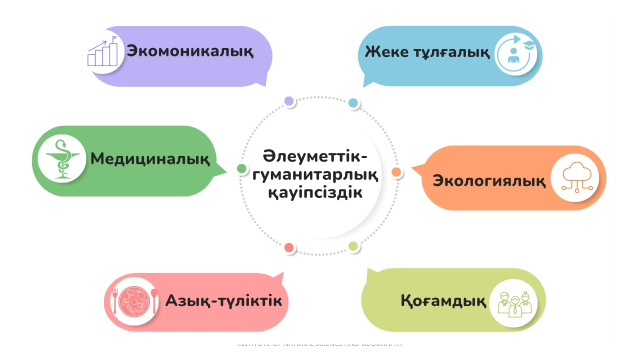 Экомоникалық
Жеке тұлғалық
Медициналық
Әлеуметтік-
гуманитарлық
қауіпсіздік
Экологиялық
Азық-түліктік
Қоғамдық